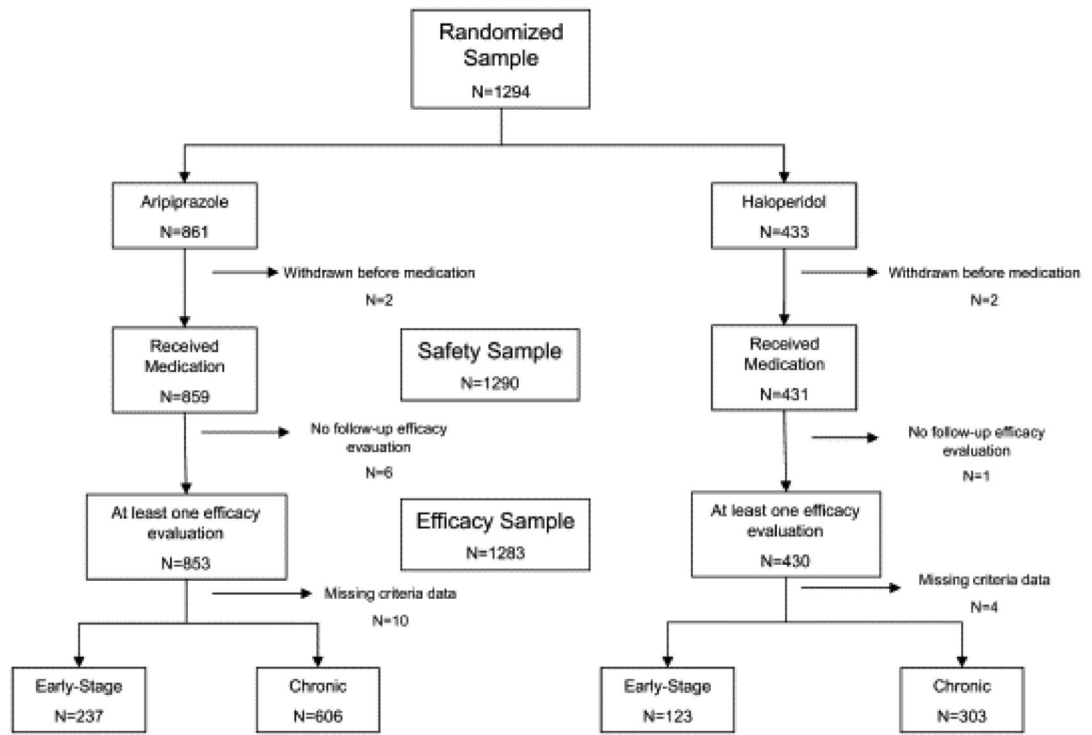 Randomized
Sample
N=1294
Aripiprazole
N=861
Haloperidol
N=433
Withdrawn before medication
N=2
Withdrawn before medication
N=2
Received
Medication
N=859
Safety Sample
N=1290
Received
Medication
N=431
No follow-up efficacy
evauation
N=6
No follow-up efficacy
evaluation
N=1
At least one efficacy
evaluation
N=853
Efficacy Sample
N=1283
At least one efficacy
evaluation
N=430
Missing criteria data
N=10
Missing criteria data
N=4
Early-Stage
N=237
Chronic
N=606
Early-Stage
N=123
Chronic
N=303